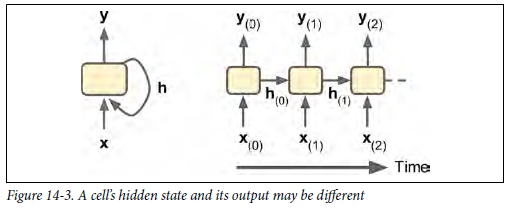 y
h
x
y(0) y(1) y(2)
h(0) h(1)
x(0) x(1) x(2)
Time
Figure 14-3. A cell's hidden state and its output may be different